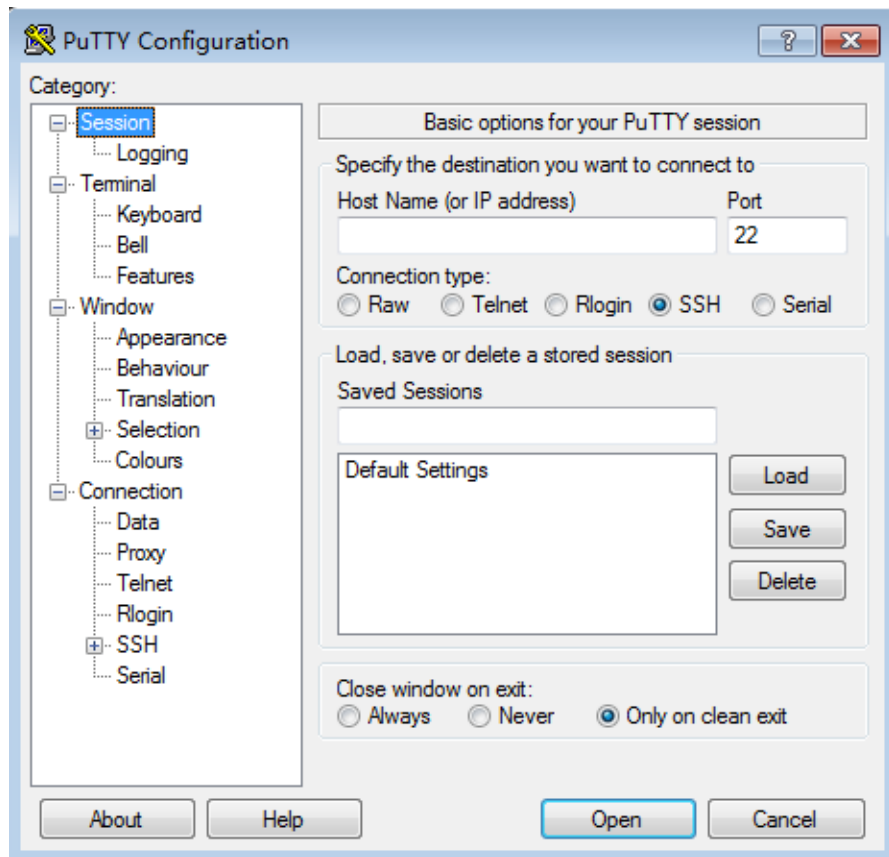 PuTTY Configuration
Category:
Session
Logging
Terminal
Keyboard
Bell
Features
Window
Appearance
Behaviour
Translation
Selection
Colours
Connection
Data
Proxy
Telnet
Rlogin
SSH
Serial
Basic options for your PuTTY session
Specify the destination you want to connect to
Host Name (or IP address) Port
22
Connection type:
Raw Telnet Rlogin SSH Serial
Load, save or delete a stored session
Saved Sessions
Default Settings
Load
Save
Delete
Close window on exit:
Always Never Only on clean exit
About Help Open Cancel